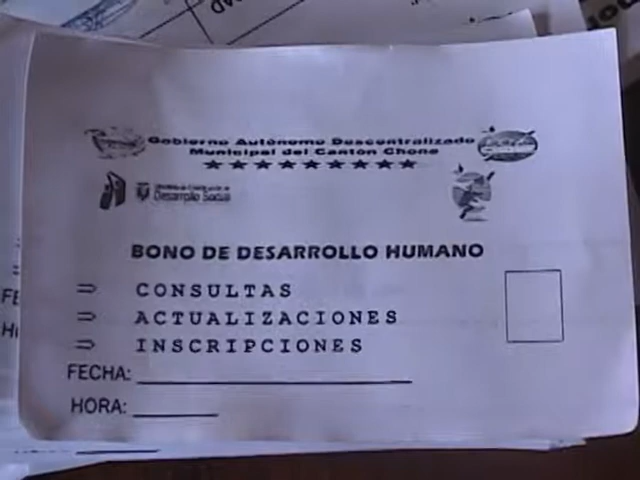 Gobierno Autónomo Descentralizado
Municipal del Cantón Chone
★ ★ ★ ★ ★ ★ ★ ★ ★
Desarrollo Social
BONO DE DESARROLLO HUMANO
⇒ CONSULTAS
⇒ ACTUALIZACIONES
⇒ INSCRIPCIONES
FECHA:
HORA: